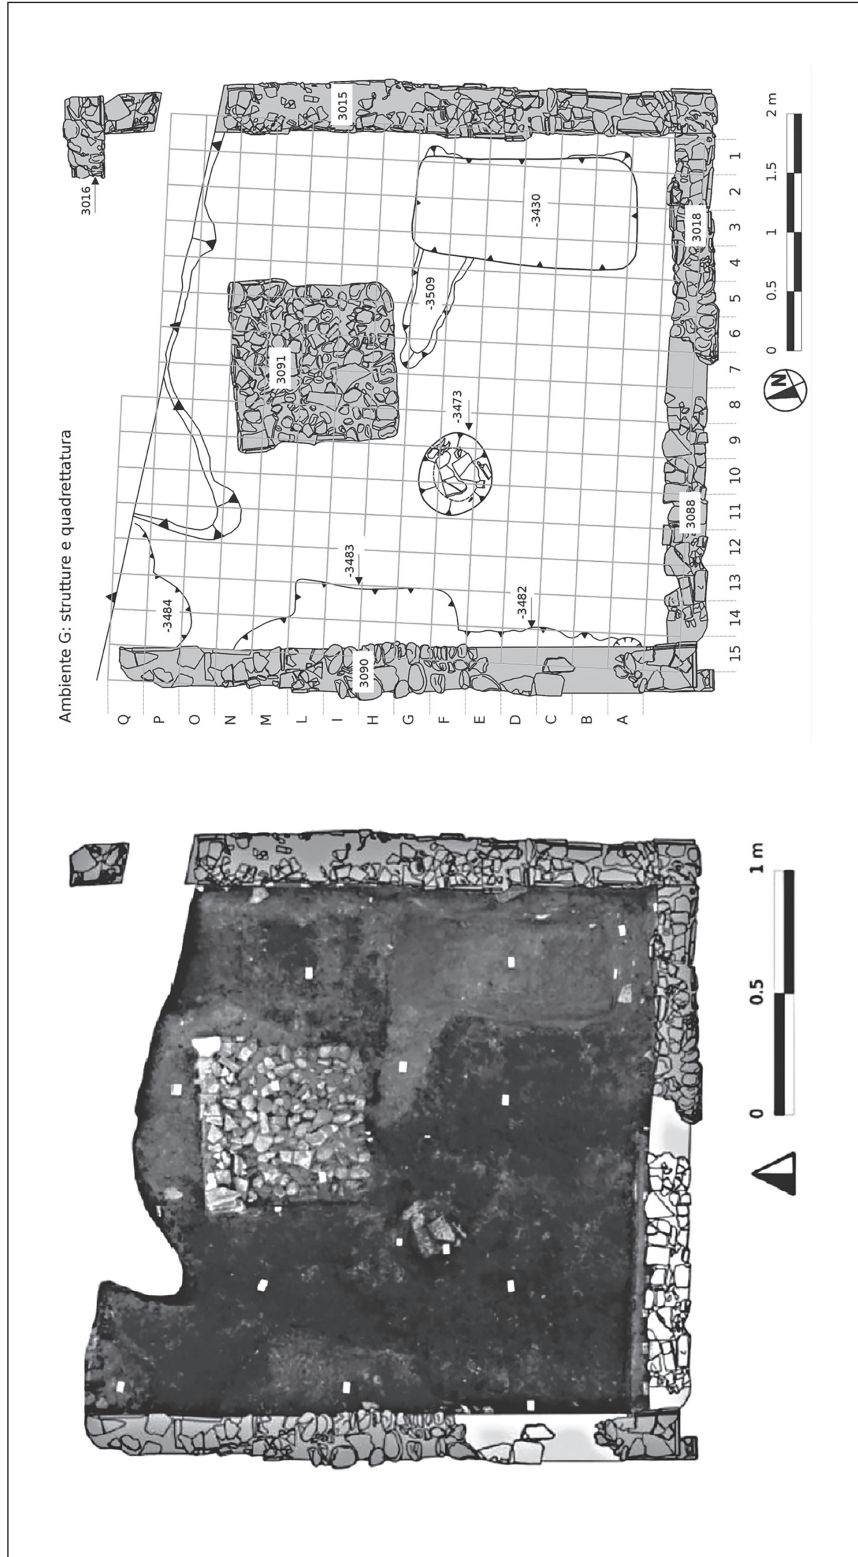 Ambiente G: strutture e quadrettatura
3016
3015
3091
-3430
-3509
-3473
-3483
-3484
-3482
3090
3018
3088
Q
P
O
N
M
L
I
H
G
F
E
D
C
B
A
15 14 13 12 11 10 9 8 7 6 5 4 3 2 1
N
0 0.5 1 1.5 2 m
0 0.5 1 m